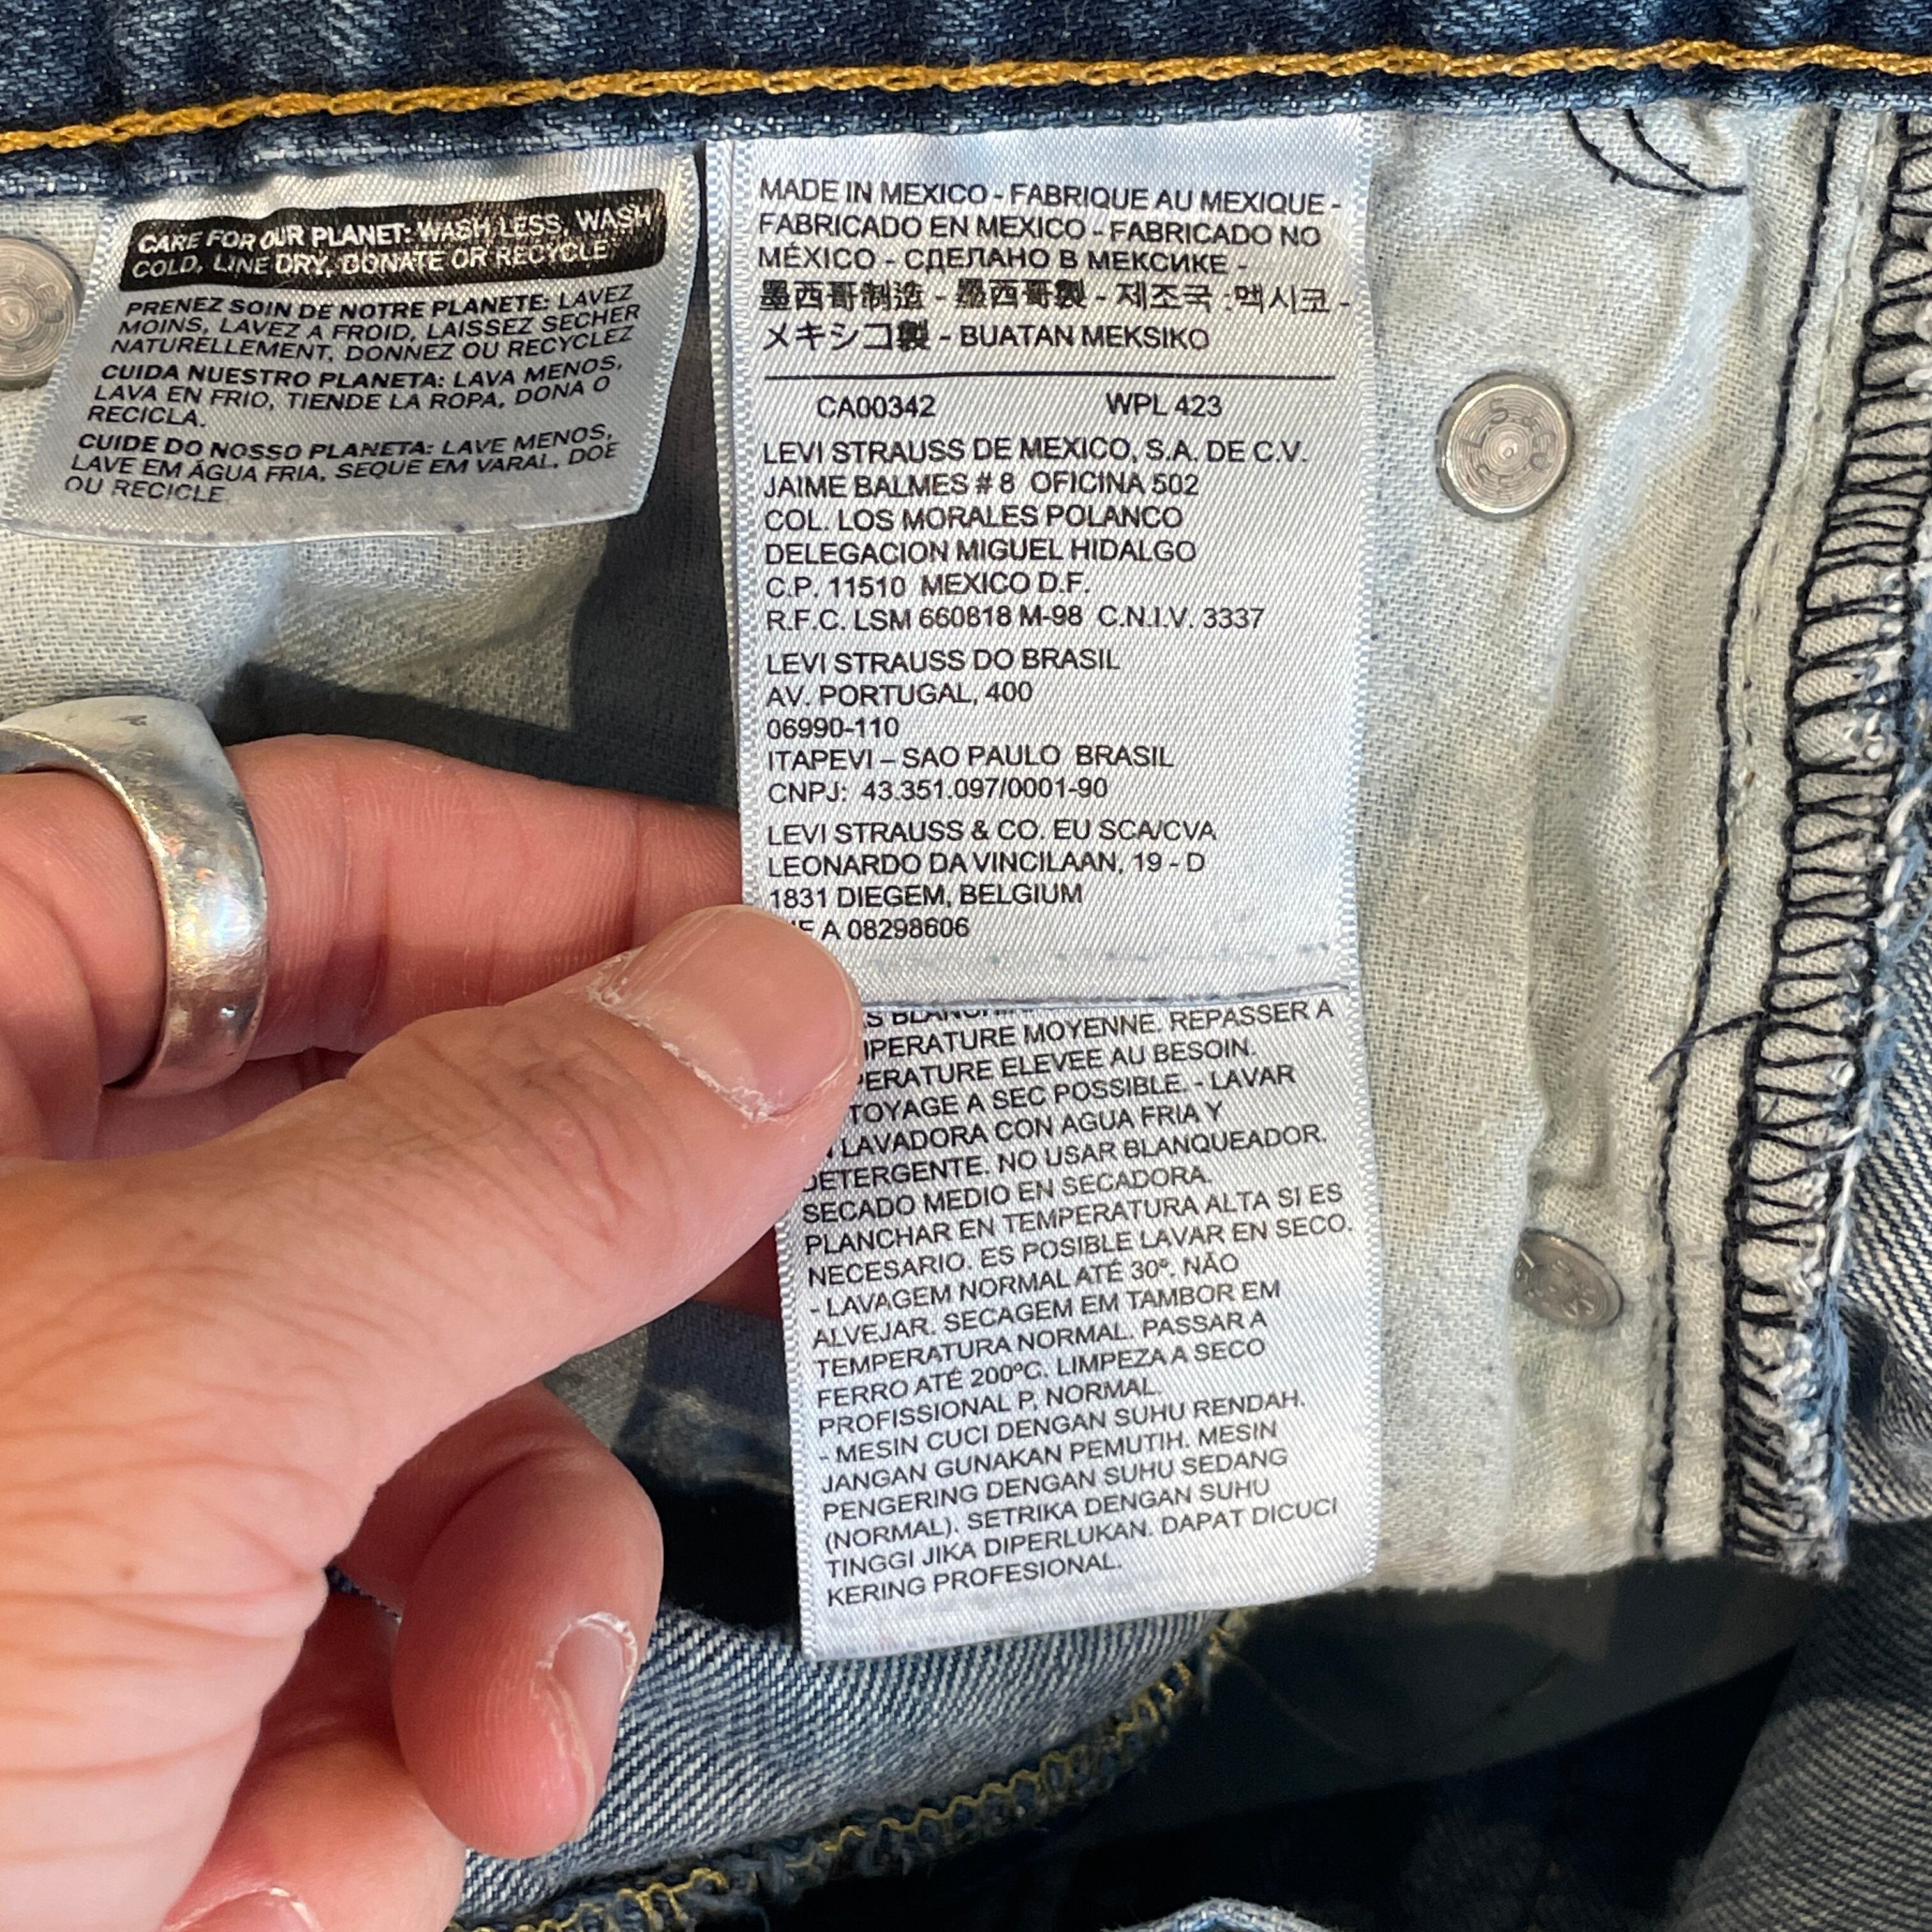 CARE FOR OUR PLANET: WASH LESS, WASH
COLD, LINE DRY, DONATE OR RECYCLE
PRENEZ SOIN DE NOTRE PLANETE: LAVEZ
MOINS, LAVEZ A FROID, LAISSEZ SECHER
NATURELLEMENT, DONNEZ OU RECYCLEZ
CUIDA NUESTRO PLANETA: LAVA MENOS,
LAVA EN FRIO, TIENDE LA ROPA, DONA O
RECICLA.
CUIDE DO NOSSO PLANETA: LAVE MENOS,
LAVE EM ÁGUA FRIA, SEQUE EM VARAL, DOE
OU RECICLE
MADE IN MEXICO - FABRIQUE AU MEXIQUE -
FABRICADO EN MEXICO - FABRICADO NO
MÉXICO - СДЕЛАНО В МЕКСИКЕ -
墨西哥制造 - 墨西哥製 - 제조국 :멕시코 -
メキシコ製 - BUATAN MEKSIKO
CA00342 WPL 423
LEVI STRAUSS DE MEXICO, S.A. DE C.V.
JAIME BALMES # 8 OFICINA 502
COL. LOS MORALES POLANCO
DELEGACION MIGUEL HIDALGO
C.P. 11510 MEXICO D.F.
R.F.C. LSM 660818 M-98 C.N.I.V. 3337
LEVI STRAUSS DO BRASIL
AV. PORTUGAL, 400
06990-110
ITAPEVI – SAO PAULO BRASIL
CNPJ: 43.351.097/0001-90
LEVI STRAUSS & CO. EU SCA/CVA
LEONARDO DA VINCILAAN, 19 - D
1831 DIEGEM, BELGIUM
A 08298606
MOYENNE. REPASSER A
ELEVEE AU BESOIN.
A SEC POSSIBLE. - LAVAR
LAVADORA CON AGUA FRIA Y
DETERGENTE. NO USAR BLANQUEADOR.
SECADO MEDIO EN SECADORA.
PLANCHAR EN TEMPERATURA ALTA SI ES
NECESARIO. ES POSIBLE LAVAR EN SECO.
- LAVAGEM NORMAL ATÉ 30º. NÃO
ALVEJAR. SECAGEM EM TAMBOR EM
TEMPERATURA NORMAL. PASSAR A
FERRO ATÉ 200ºC. LIMPEZA A SECO
PROFISSIONAL P. NORMAL.
- MESIN CUCI DENGAN SUHU RENDAH.
JANGAN GUNAKAN PEMUTIH. MESIN
PENGERING DENGAN SUHU SEDANG
(NORMAL). SETRIKA DENGAN SUHU
TINGGI JIKA DIPERLUKAN. DAPAT DICUCI
KERING PROFESIONAL.